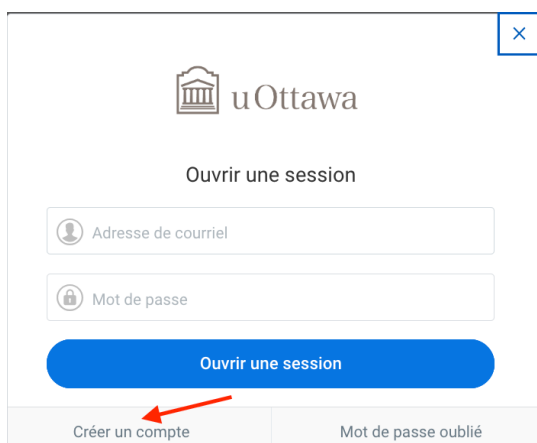 uOttawa
Ouvrir une session
Adresse de courriel
Mot de passe
Ouvrir une session
Créer un compte
Mot de passe oublié